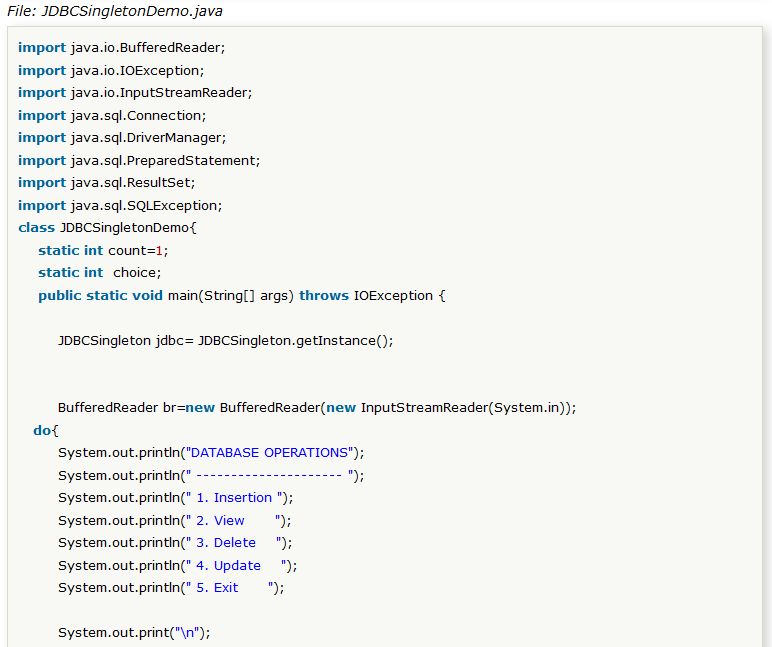 File: JDBCSingletonDemo.java
import java.io.BufferedReader;
import java.io.IOException;
import java.io.InputStreamReader;
import java.sql.Connection;
import java.sql.DriverManager;
import java.sql.PreparedStatement;
import java.sql.ResultSet;
import java.sql.SQLException;
class JDBCSingletonDemo{
static int count=1;
static int  choice;
public static void main(String[] args) throws IOException {
JDBCSingleton jdbc= JDBCSingleton.getInstance();
BufferedReader br=new BufferedReader(new InputStreamReader(System.in));
do{
System.out.println("DATABASE OPERATIONS");
System.out.println(" --------------------- ");
System.out.println(" 1. Insertion ");
System.out.println(" 2. View      ");
System.out.println(" 3. Delete    ");
System.out.println(" 4. Update    ");
System.out.println(" 5. Exit      ");
System.out.print("\n");